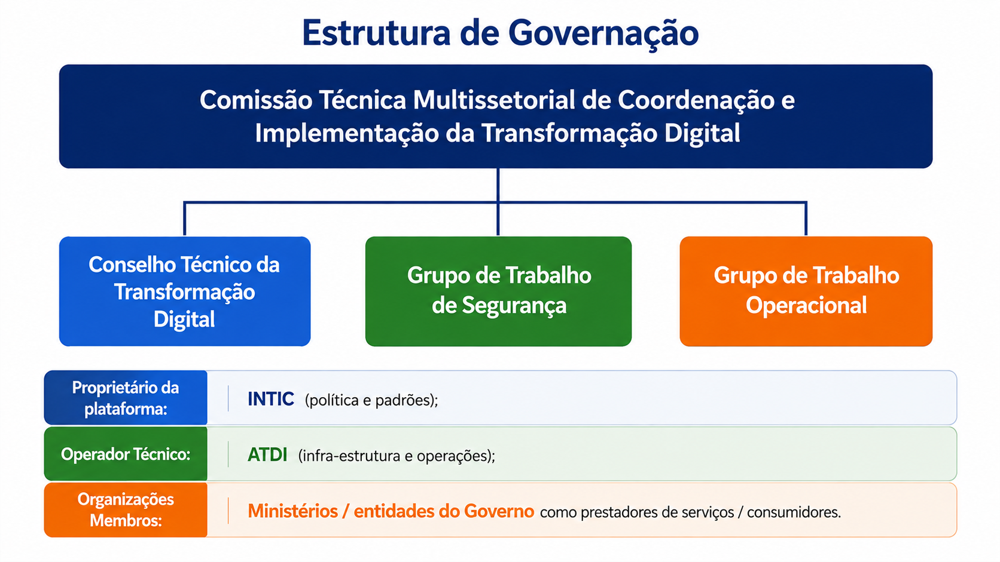 Estrutura de Governação
Comissão Técnica Multissetorial de Coordenação e
Implementação da Transformação Digital
Conselho Técnico da
Transformação
Digital
Grupo de Trabalho
de Segurança
Grupo de Trabalho
Operacional
Proprietário da
plataforma:
INTIC (política e padrões);
Operador Técnico:
ATDI (infra-estrutura e operações);
Organizações
Membros:
Ministérios / entidades do Governo como prestadores de serviços / consumidores.